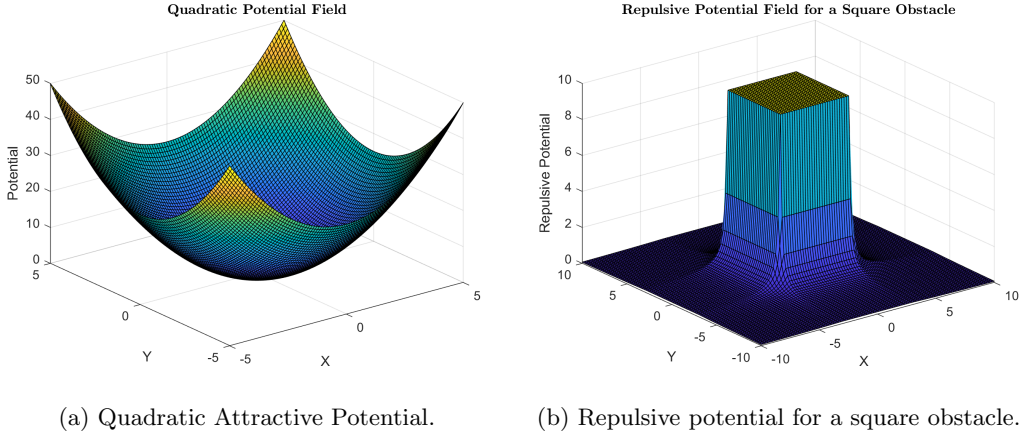 Quadratic Potential Field
50
40
30
20
10
0
Potential
5
0
-5
Y
-5
0
5
X
(a) Quadratic Attractive Potential.
Repulsive Potential Field for a Square Obstacle
10
8
6
4
2
0
Repulsive Potential
10
5
0
-5
-10
Y
-10
-5
0
5
10
X
(b) Repulsive potential for a square obstacle.